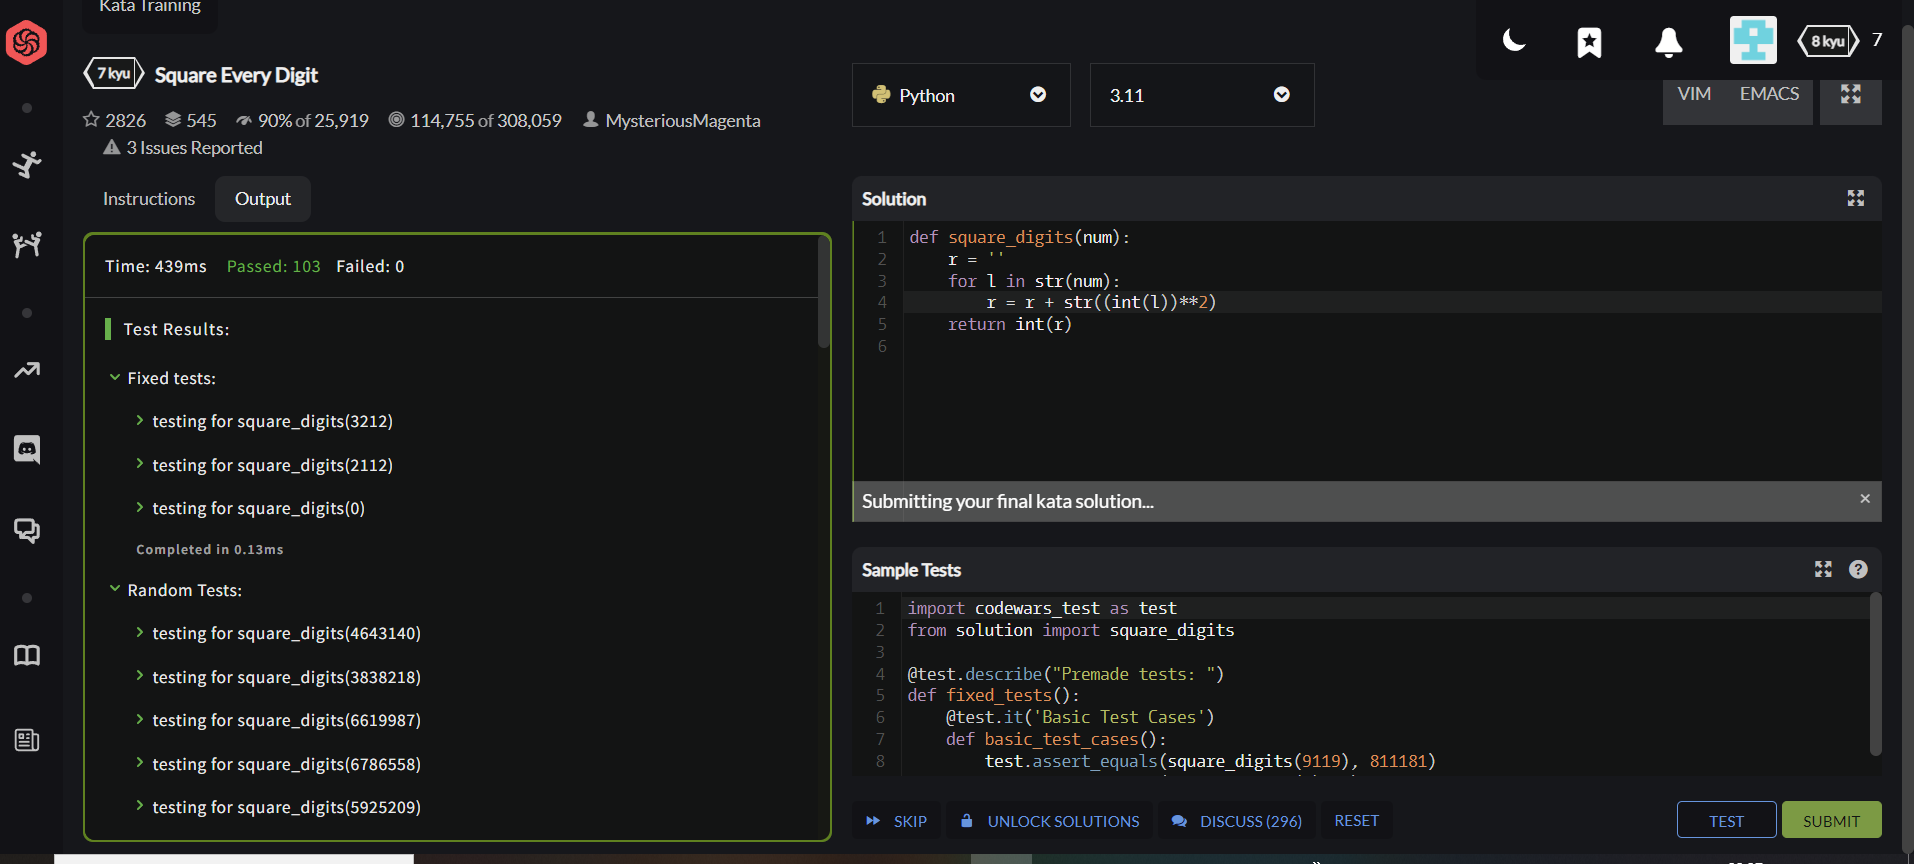 Kata Training
8 kyu 7
7 kyu Square Every Digit
2826 545 90% of 25,919 114,755 of 308,059 MysteriousMagenta
3 Issues Reported
Python 3.11
VIM EMACS
Instructions Output
Time: 439ms Passed: 103 Failed: 0
Test Results:
Fixed tests:
testing for square_digits(3212)
testing for square_digits(2112)
testing for square_digits(0)
Completed in 0.13ms
Random Tests:
testing for square_digits(4643140)
testing for square_digits(3838218)
testing for square_digits(6619987)
testing for square_digits(6786558)
testing for square_digits(5925209)
Solution
1 def square_digits(num):
2     r = ''
3     for l in str(num):
4         r = r + str((int(l))**2)
5     return int(r)
6
Submitting your final kata solution...
Sample Tests
1 import codewars_test as test
2 from solution import square_digits
3
4 @test.describe("Premade tests: ")
5 def fixed_tests():
6     @test.it('Basic Test Cases')
7     def basic_test_cases():
8         test.assert_equals(square_digits(9119), 811181)
SKIP UNLOCK SOLUTIONS DISCUSS (296) RESET TEST SUBMIT